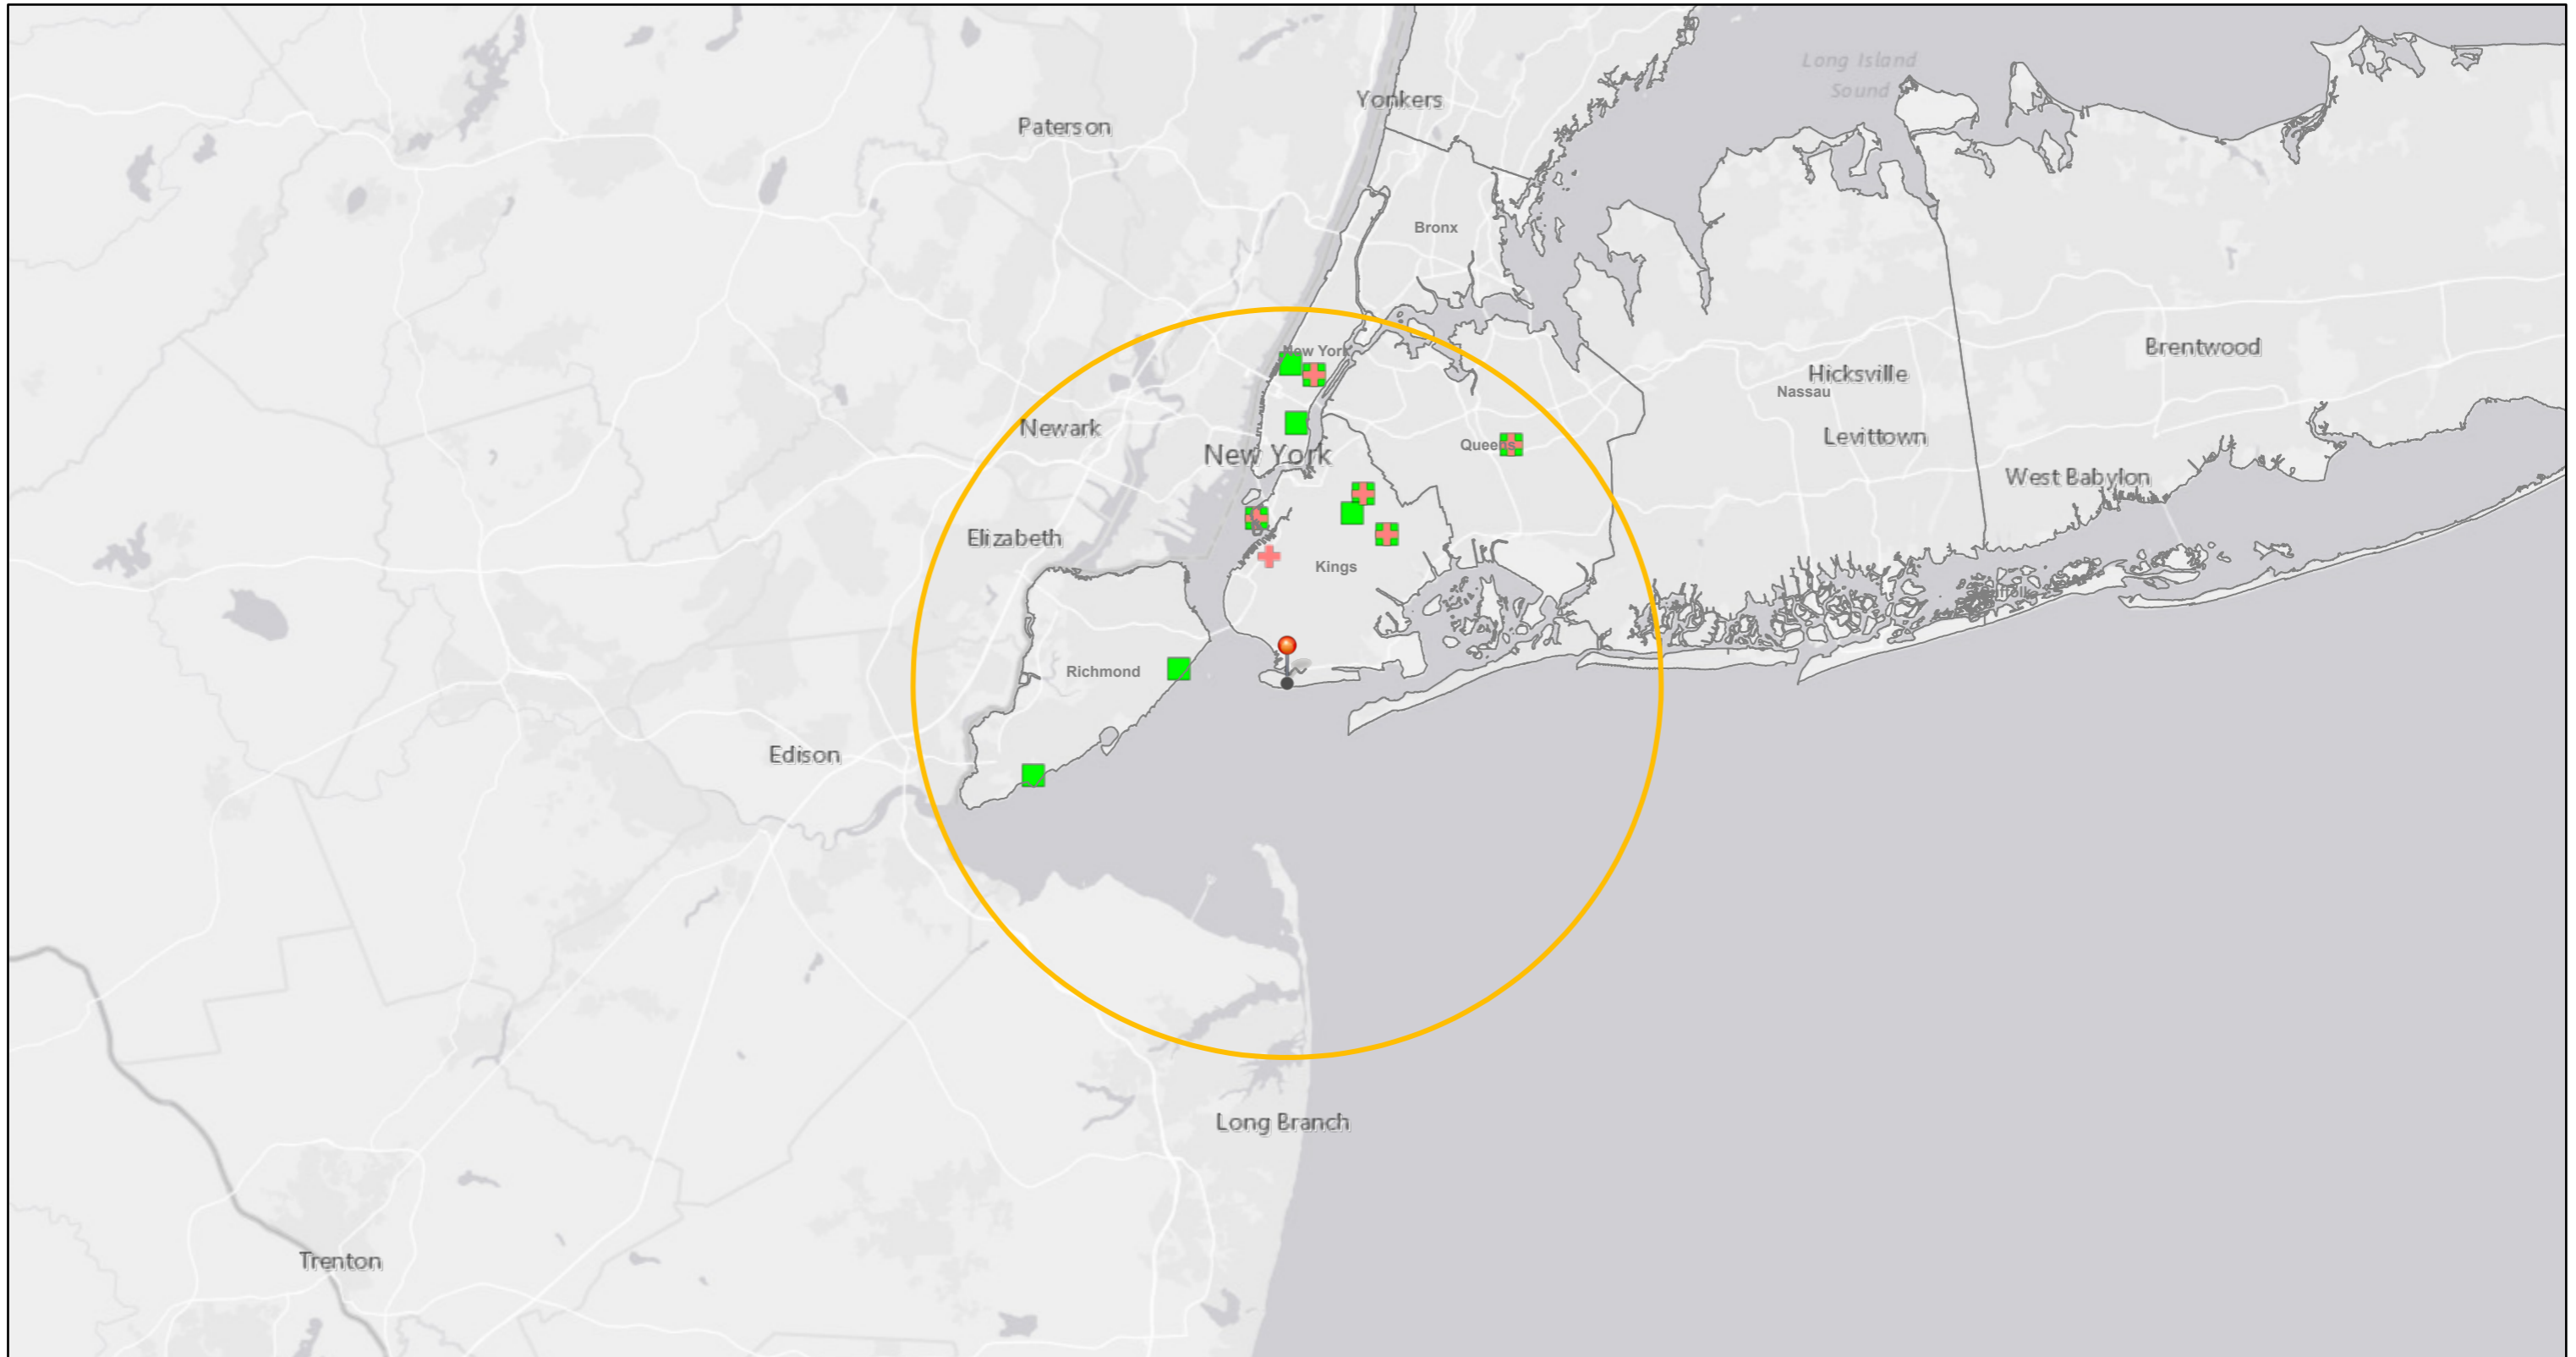 Long Island
Sound
Yonkers
Paterson
Bronx
New York
Brentwood
Hicksville
Nassau
Newark
Levittown
Queens
New York
West Babylon
Elizabeth
Kings
Richmond
Edison
Long Branch
Trenton